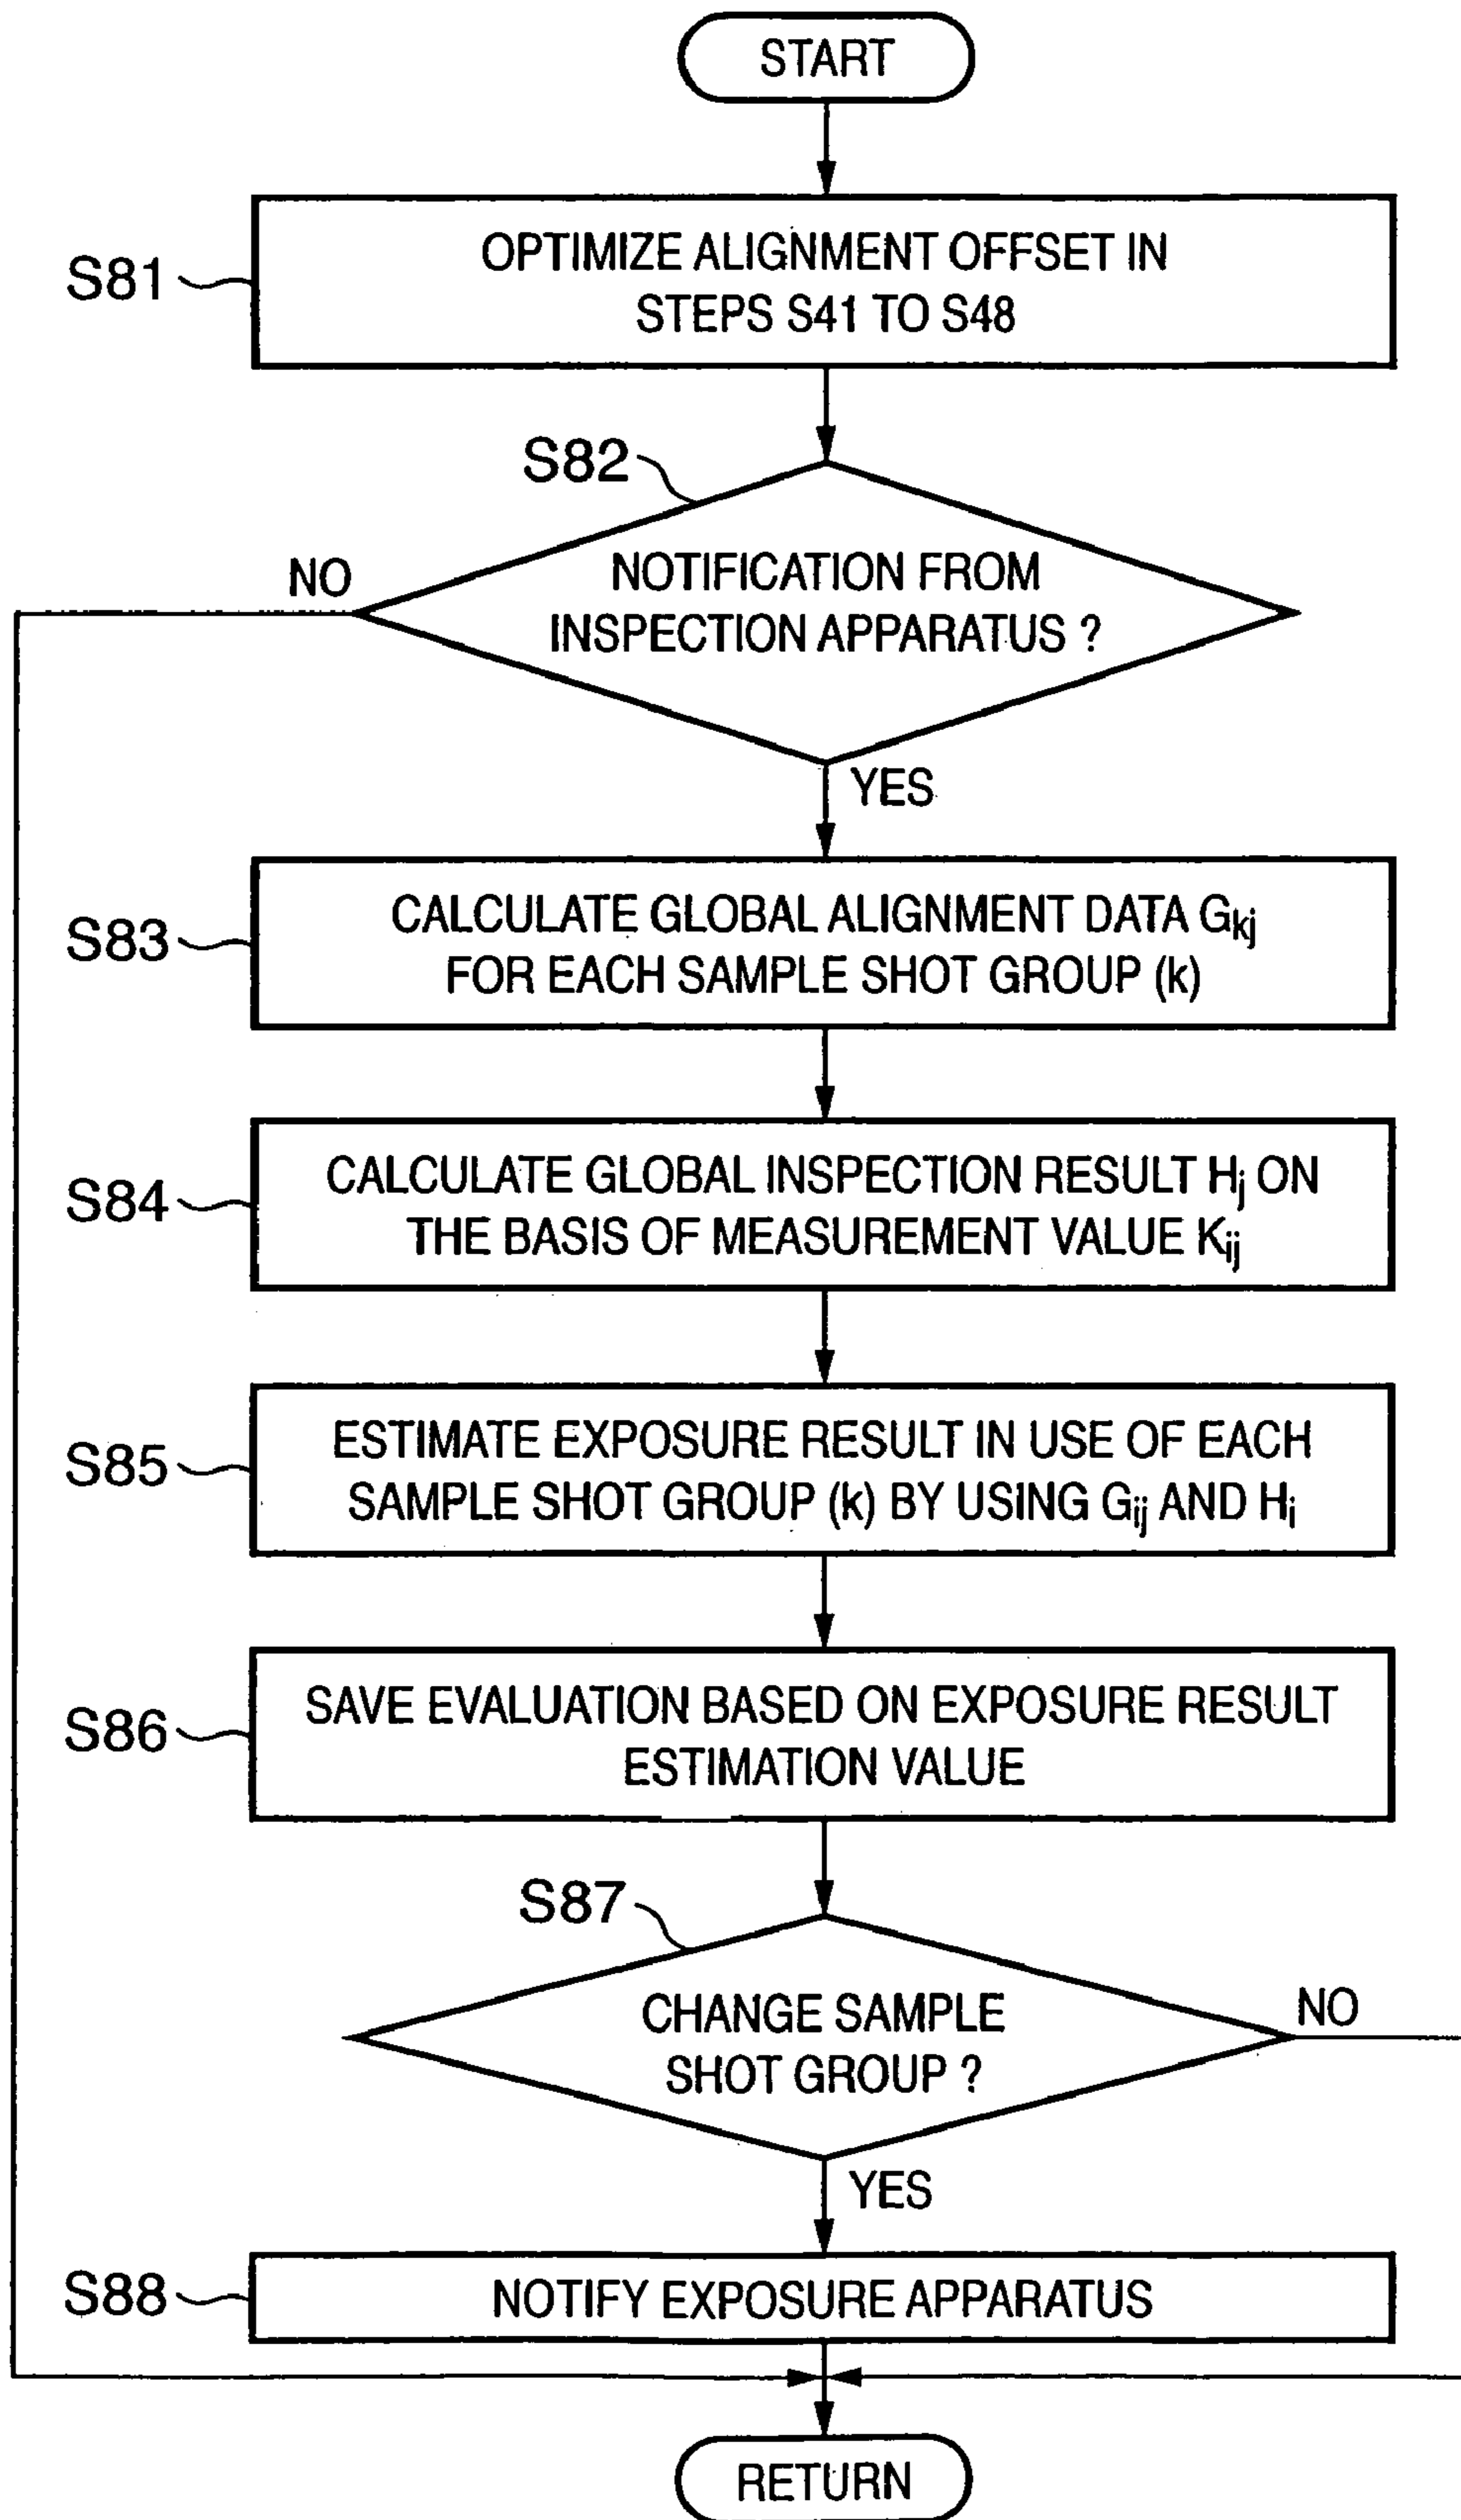 START
S81
OPTIMIZE ALIGNMENT OFFSET IN
STEPS S41 TO S48
S82
NO
NOTIFICATION FROM
INSPECTION APPARATUS ?
YES
S83
CALCULATE GLOBAL ALIGNMENT DATA Gkj
FOR EACH SAMPLE SHOT GROUP (k)
S84
CALCULATE GLOBAL INSPECTION RESULT Hj ON
THE BASIS OF MEASUREMENT VALUE Kij
S85
ESTIMATE EXPOSURE RESULT IN USE OF EACH
SAMPLE SHOT GROUP (k) BY USING Gij AND Hi
S86
SAVE EVALUATION BASED ON EXPOSURE RESULT
ESTIMATION VALUE
S87
CHANGE SAMPLE
SHOT GROUP ?
NO
YES
S88
NOTIFY EXPOSURE APPARATUS
RETURN